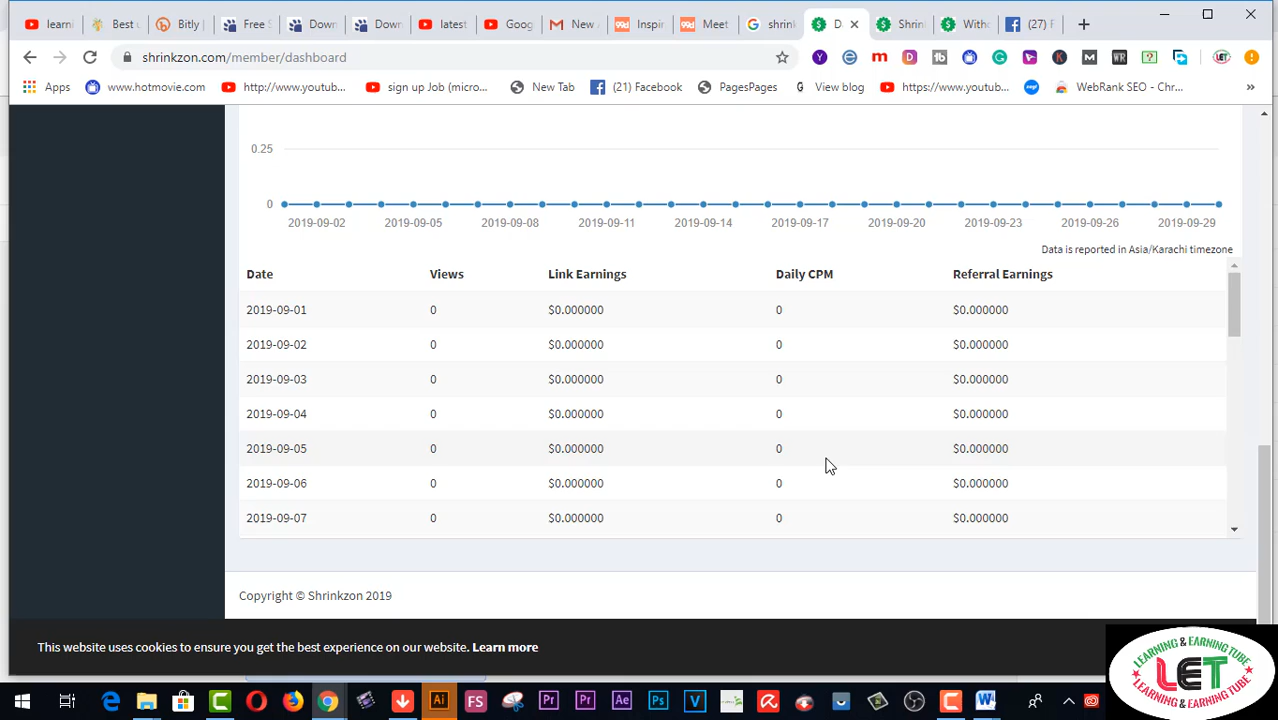 learni Best u Bitly | Free S Down Down latest Goog New A Inspir Meet shrink D Shrin Witho (27) F
shrinkzon.com/member/dashboard
Apps www.hotmovie.com http://www.youtub... sign up Job (micro... New Tab (21) Facebook PagesPages View blog https://www.youtub... WebRank SEO - Chr... »
0.25
0
2019-09-02 2019-09-05 2019-09-08 2019-09-11 2019-09-14 2019-09-17 2019-09-20 2019-09-23 2019-09-26 2019-09-29
Data is reported in Asia/Karachi timezone
Date Views Link Earnings Daily CPM Referral Earnings
2019-09-01 0 $0.000000 0 $0.000000
2019-09-02 0 $0.000000 0 $0.000000
2019-09-03 0 $0.000000 0 $0.000000
2019-09-04 0 $0.000000 0 $0.000000
2019-09-05 0 $0.000000 0 $0.000000
2019-09-06 0 $0.000000 0 $0.000000
2019-09-07 0 $0.000000 0 $0.000000
Copyright © Shrinkzon 2019
This website uses cookies to ensure you get the best experience on our website. Learn more
LEARNING & EARNING TUBE
LET
LEARNING & EARNING TUBE